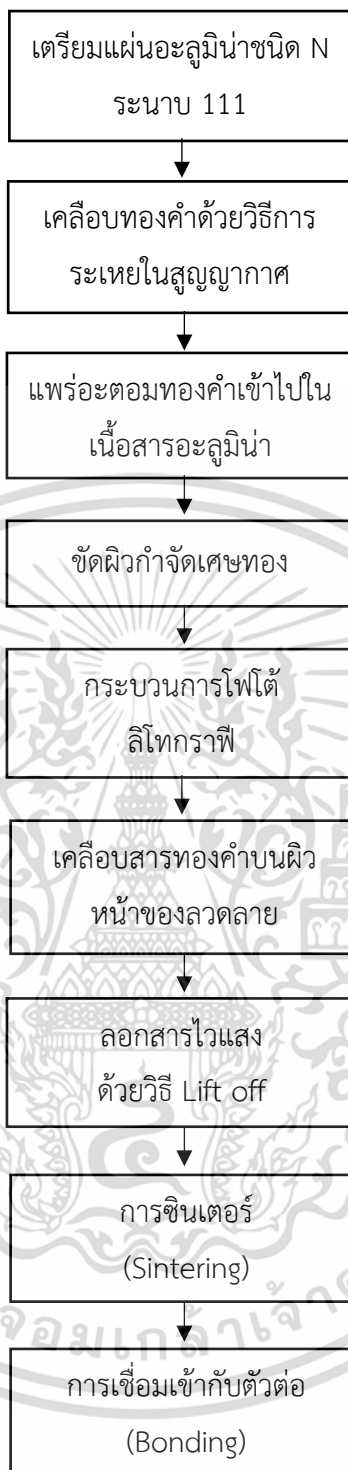 เตรียมแผ่นอะลูมิน่าชนิด N
ระนาบ 111
เคลือบทองคำด้วยวิธีการ
ระเหยในสูญญากาศ
แพร่อะตอมทองคำเข้าไปใน
เนื้อสารอะลูมิน่า
ขัดผิวกำจัดเศษทอง
กระบวนการโฟโต้
ลิโทกราฟี
เคลือบสารทองคำบนผิว
หน้าของลวดลาย
ลอกสารไวแสง
ด้วยวิธี Lift off
การซินเตอร์
(Sintering)
การเชื่อมเข้ากับตัวต่อ
(Bonding)